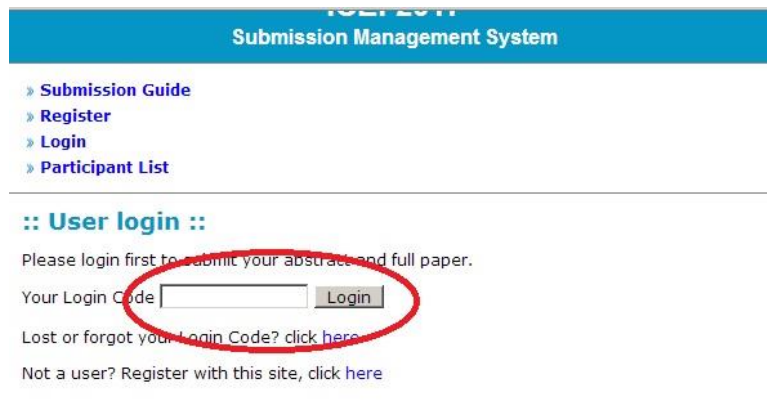 Submission Management System
» Submission Guide
» Register
» Login
» Participant List
:: User login ::
Please login first to submit your abstract and full paper.
Your Login Code Login
Lost or forgot your Login Code? click here
Not a user? Register with this site, click here